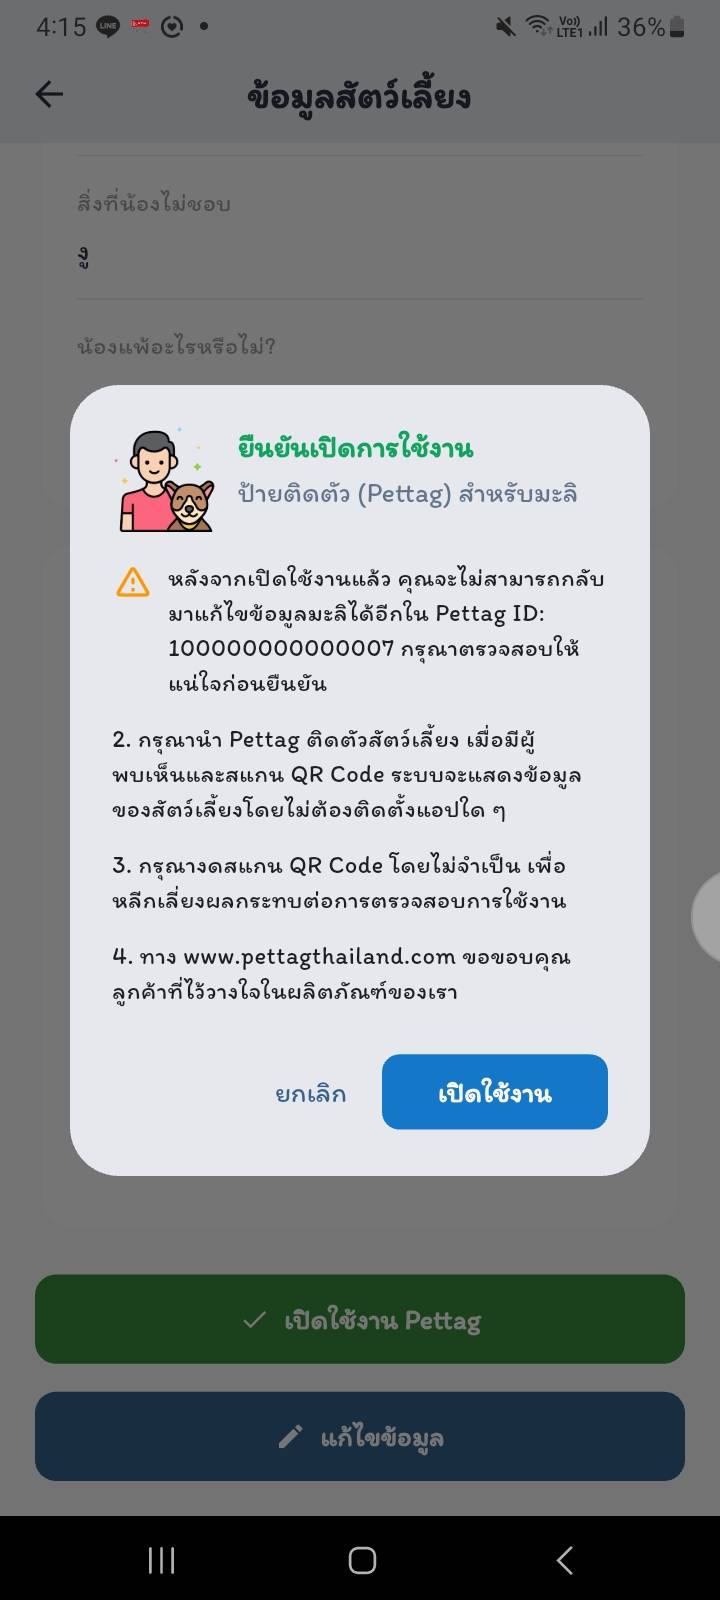 4:15
LINE
Vo)) LTE1 36%
ข้อมูลสัตว์เลี้ยง
สิ่งที่น้องไม่ชอบ
งู
น้องแพ้อะไรหรือไม่?
ยืนยันเปิดการใช้งาน
ป้ายติดตัว (Pettag) สำหรับมะลิ
หลังจากเปิดใช้งานแล้ว คุณจะไม่สามารถกลับ
มาแก้ไขข้อมูลมะลิได้อีกใน Pettag ID:
100000000000007 กรุณาตรวจสอบให้
แน่ใจก่อนยืนยัน
2. กรุณานำ Pettag ติดตัวสัตว์เลี้ยง เมื่อมีผู้
พบเห็นและสแกน QR Code ระบบจะแสดงข้อมูล
ของสัตว์เลี้ยงโดยไม่ต้องติดตั้งแอปใด ๆ
3. กรุณางดสแกน QR Code โดยไม่จำเป็น เพื่อ
หลีกเลี่ยงผลกระทบต่อการตรวจสอบการใช้งาน
4. ทาง www.pettagthailand.com ขอขอบคุณ
ลูกค้าที่ไว้วางใจในผลิตภัณฑ์ของเรา
ยกเลิก
เปิดใช้งาน
เปิดใช้งาน Pettag
แก้ไขข้อมูล